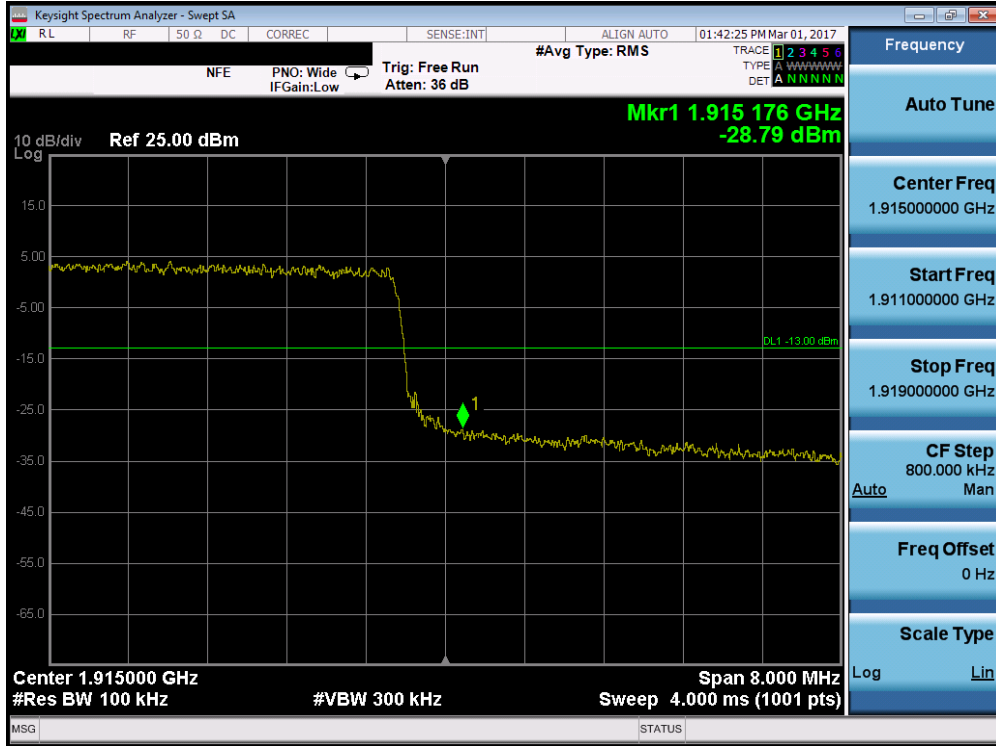 Keysight Spectrum Analyzer - Swept SA
LXI RL RF 50 Ω DC CORREC SENSE:INT ALIGN AUTO 01:42:25 PM Mar 01, 2017
#Avg Type: RMS TRACE 1 2 3 4 5 6
NFE PNO: Wide Trig: Free Run TYPE A WWWWW
IFGain:Low Atten: 36 dB DET A N N N N N
Mkr1 1.915 176 GHz
-28.79 dBm
10 dB/div Ref 25.00 dBm
Log
15.0
5.00
-5.00
DL1 -13.00 dBm
-15.0
1
-25.0
-35.0
-45.0
-55.0
-65.0
Center 1.915000 GHz Span 8.000 MHz
#Res BW 100 kHz #VBW 300 kHz Sweep 4.000 ms (1001 pts)
MSG STATUS
Frequency
Auto Tune
Center Freq
1.915000000 GHz
Start Freq
1.911000000 GHz
Stop Freq
1.919000000 GHz
CF Step
800.000 kHz
Auto Man
Freq Offset
0 Hz
Scale Type
Log Lin